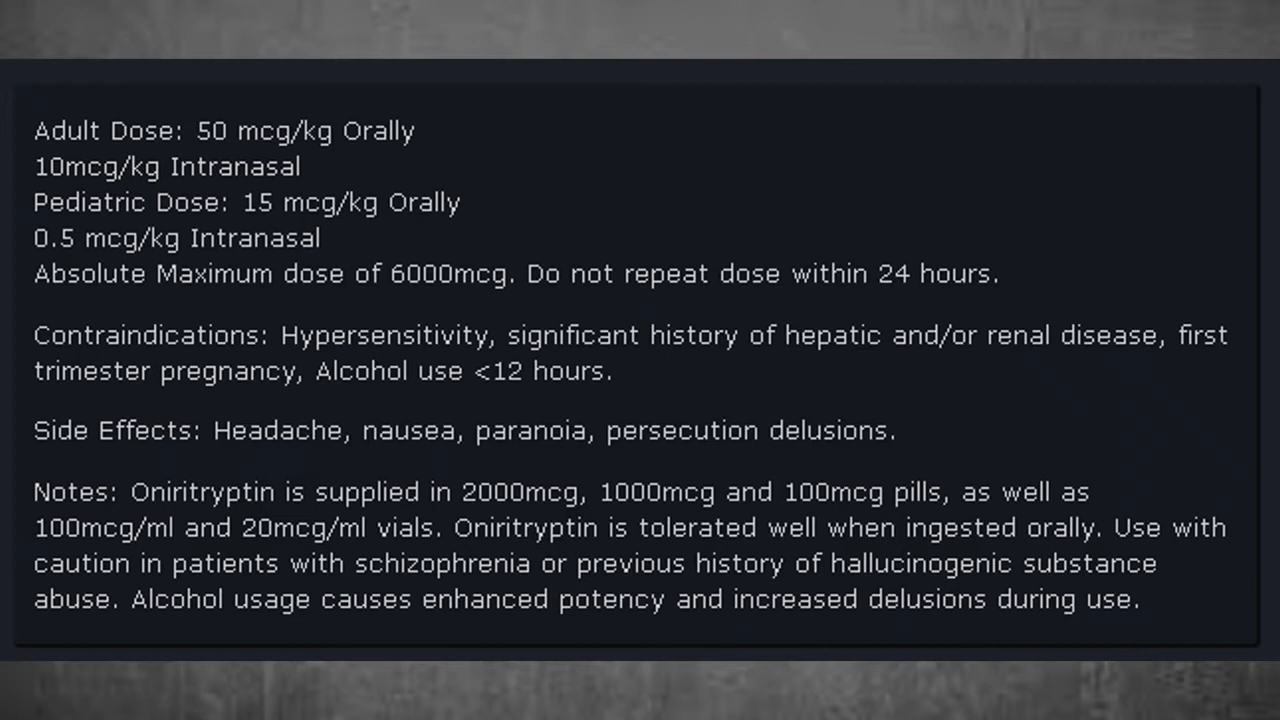 Adult Dose: 50 mcg/kg Orally
10mcg/kg Intranasal
Pediatric Dose: 15 mcg/kg Orally
0.5 mcg/kg Intranasal
Absolute Maximum dose of 6000mcg. Do not repeat dose within 24 hours.
Contraindications: Hypersensitivity, significant history of hepatic and/or renal disease, first
trimester pregnancy, Alcohol use <12 hours.
Side Effects: Headache, nausea, paranoia, persecution delusions.
Notes: Oniritryptin is supplied in 2000mcg, 1000mcg and 100mcg pills, as well as
100mcg/ml and 20mcg/ml vials. Oniritryptin is tolerated well when ingested orally. Use with
caution in patients with schizophrenia or previous history of hallucinogenic substance
abuse. Alcohol usage causes enhanced potency and increased delusions during use.